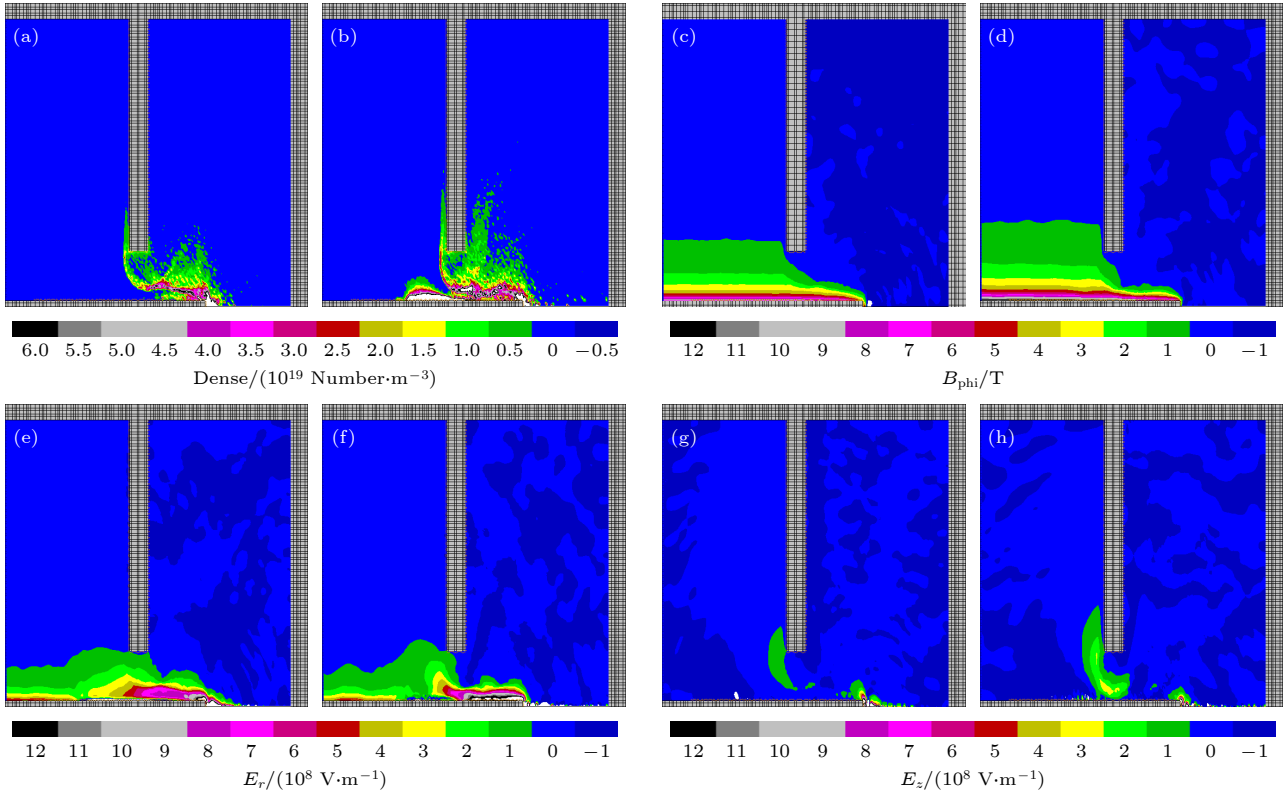 (a) (b) (c) (d)
6.0 5.5 5.0 4.5 4.0 3.5 3.0 2.5 2.0 1.5 1.0 0.5 0 −0.5
Dense/(10¹⁹ Number·m⁻³)
12 11 10 9 8 7 6 5 4 3 2 1 0 −1
B_phi/T
(e) (f) (g) (h)
12 11 10 9 8 7 6 5 4 3 2 1 0 −1
E_r/(10⁸ V·m⁻¹)
12 11 10 9 8 7 6 5 4 3 2 1 0 −1
E_z/(10⁸ V·m⁻¹)